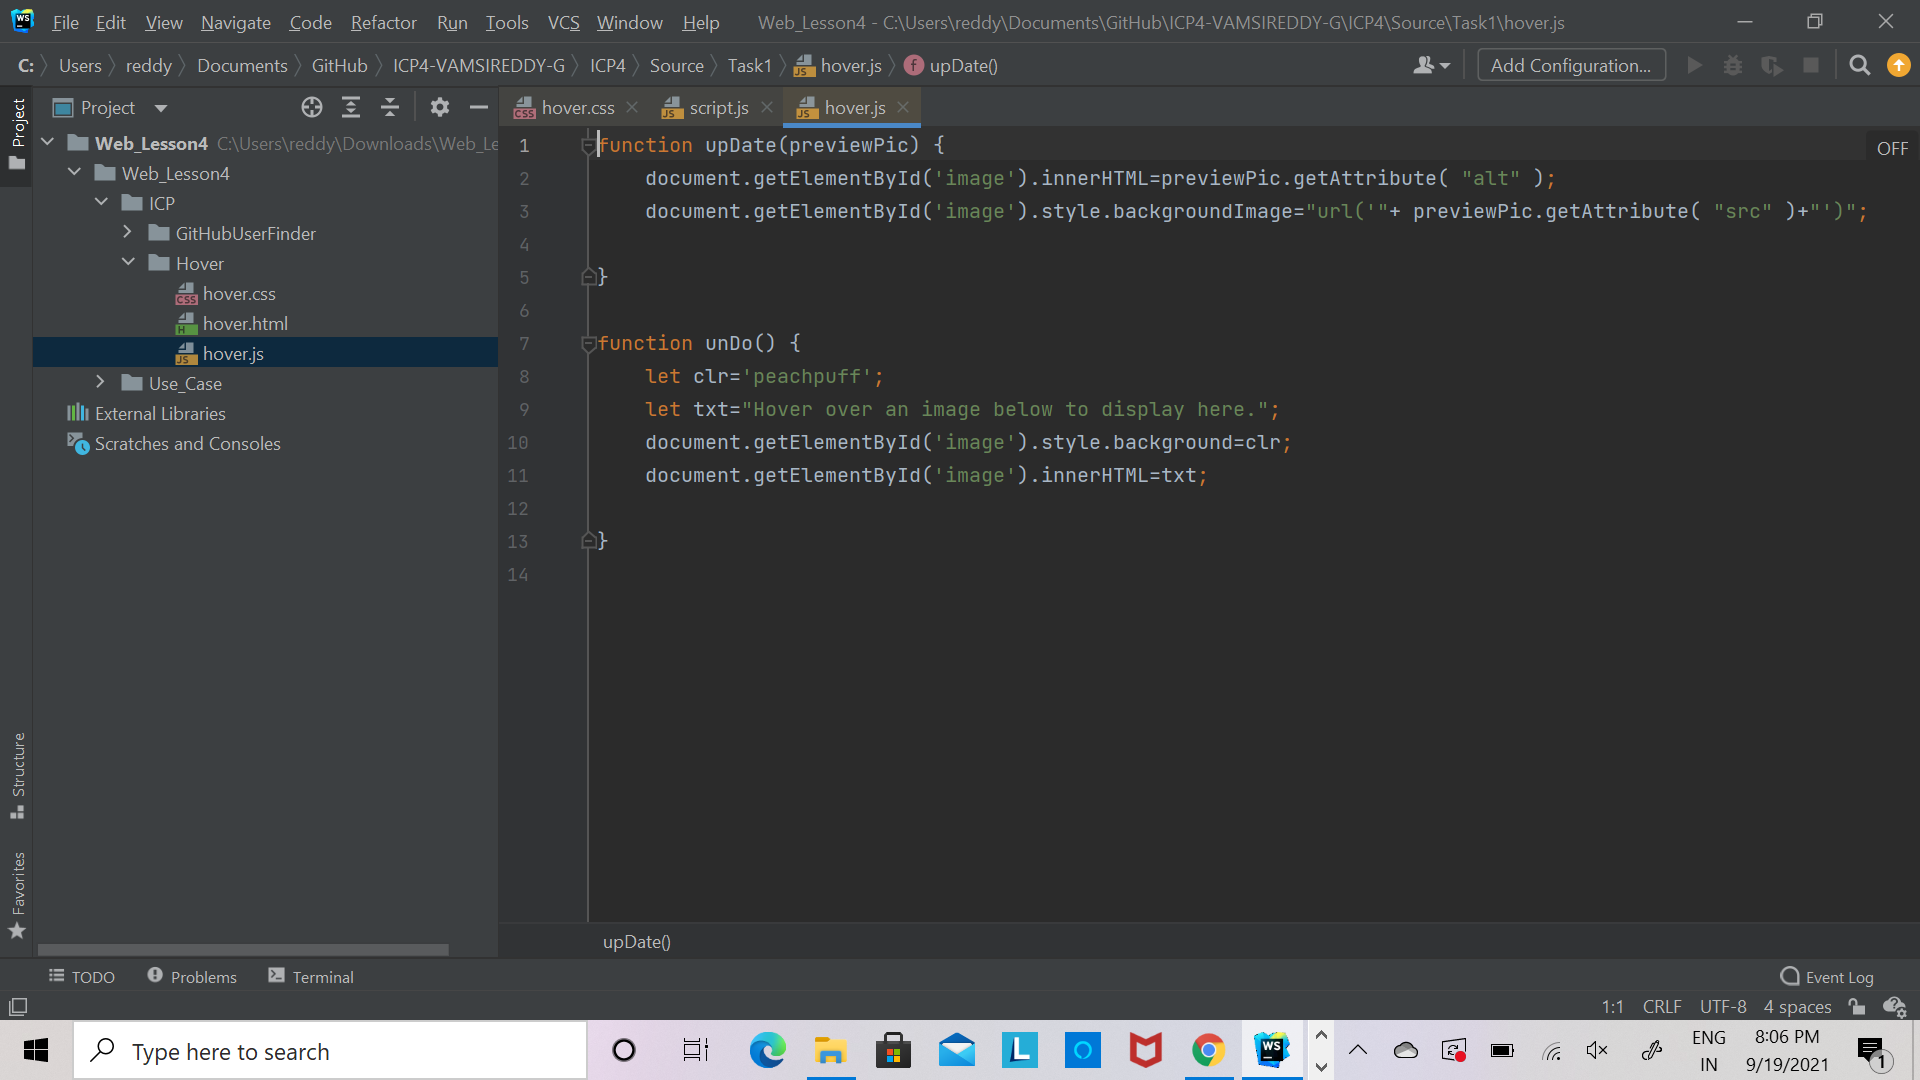 File Edit View Navigate Code Refactor Run Tools VCS Window Help Web_Lesson4 - C:\Users\reddy\Documents\GitHub\ICP4-VAMSIREDDY-G\ICP4\Source\Task1\hover.js
C: Users reddy Documents GitHub ICP4-VAMSIREDDY-G ICP4 Source Task1 hover.js upDate() Add Configuration...
Project
Project
hover.css script.js hover.js
Web_Lesson4 C:\Users\reddy\Downloads\Web_Le
Web_Lesson4
ICP
GitHubUserFinder
Hover
hover.css
hover.html
hover.js
Use_Case
External Libraries
Scratches and Consoles
OFF
1 function upDate(previewPic) {
2 document.getElementById('image').innerHTML=previewPic.getAttribute( "alt" );
3 document.getElementById('image').style.backgroundImage="url('"+ previewPic.getAttribute( "src" )+"')";
4
5 }
6
7 function unDo() {
8 let clr='peachpuff';
9 let txt="Hover over an image below to display here.";
10 document.getElementById('image').style.background=clr;
11 document.getElementById('image').innerHTML=txt;
12
13 }
14
Structure
Favorites
upDate()
TODO Problems Terminal Event Log
1:1 CRLF UTF-8 4 spaces
Type here to search
L
WS
ENG
IN
8:06 PM
9/19/2021
1